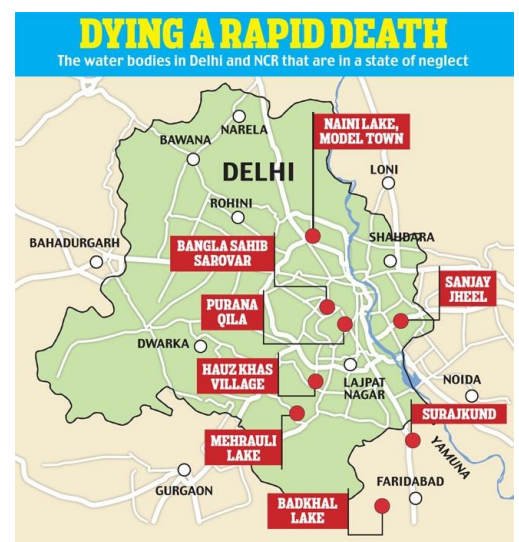 DYING A RAPID DEATH
The water bodies in Delhi and NCR that are in a state of neglect
NAINI LAKE,
MODEL TOWN
NARELA
BAWANA
DELHI
LONI
ROHINI
BAHADURGARH
BANGLA SAHIB
SAROVAR
SHAHDARA
SANJAY
JHEEL
PURANA
QILA
DWARKA
HAUZ KHAS
VILLAGE
LAJPAT
NAGAR
NOIDA
SURAJKUND
MEHRAULI
LAKE
YAMUNA
GURGAON
FARIDABAD
BADKHAL
LAKE